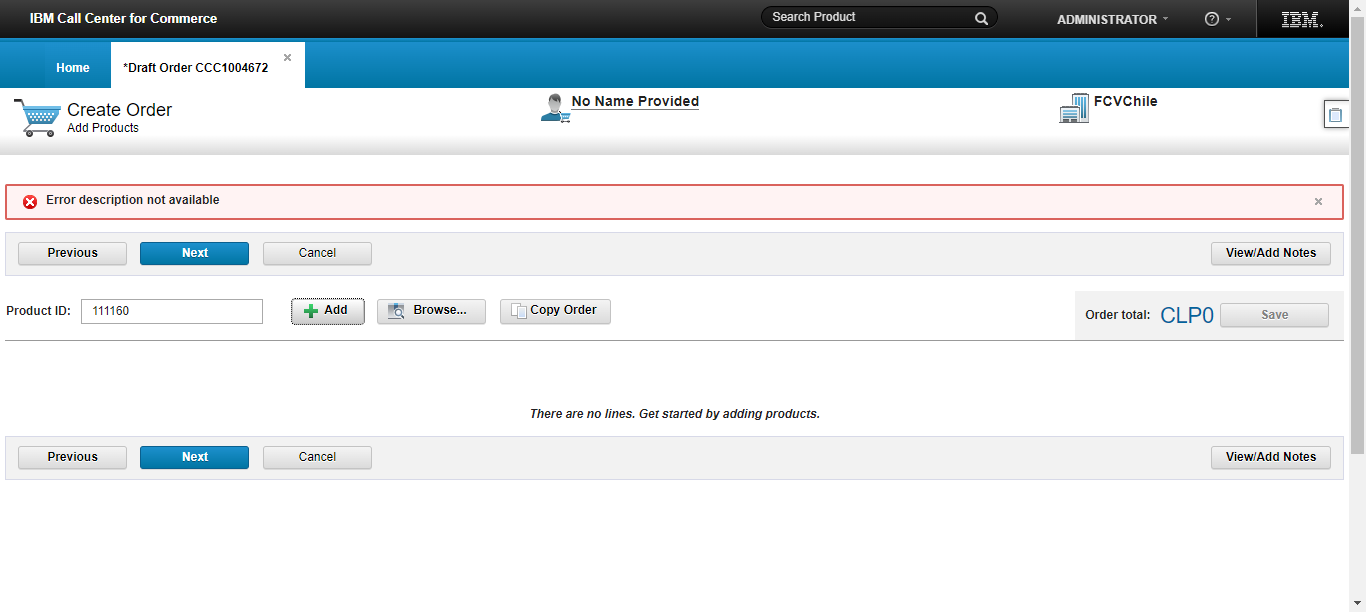 IBM Call Center for Commerce
Search Product
ADMINISTRATOR
IBM.
Home
*Draft Order CCC1004672
Create Order
Add Products
No Name Provided
FCVChile
Error description not available
Previous
Next
Cancel
View/Add Notes
Product ID:
111160
Add
Browse...
Copy Order
Order total:
CLP0
Save
There are no lines. Get started by adding products.
Previous
Next
Cancel
View/Add Notes